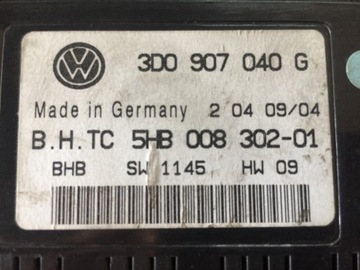 3D0 907 040 G
Made in Germany 2 04 09/04
B.H.TC 5HB 008 302-01
BHB SW 1145 HW 09